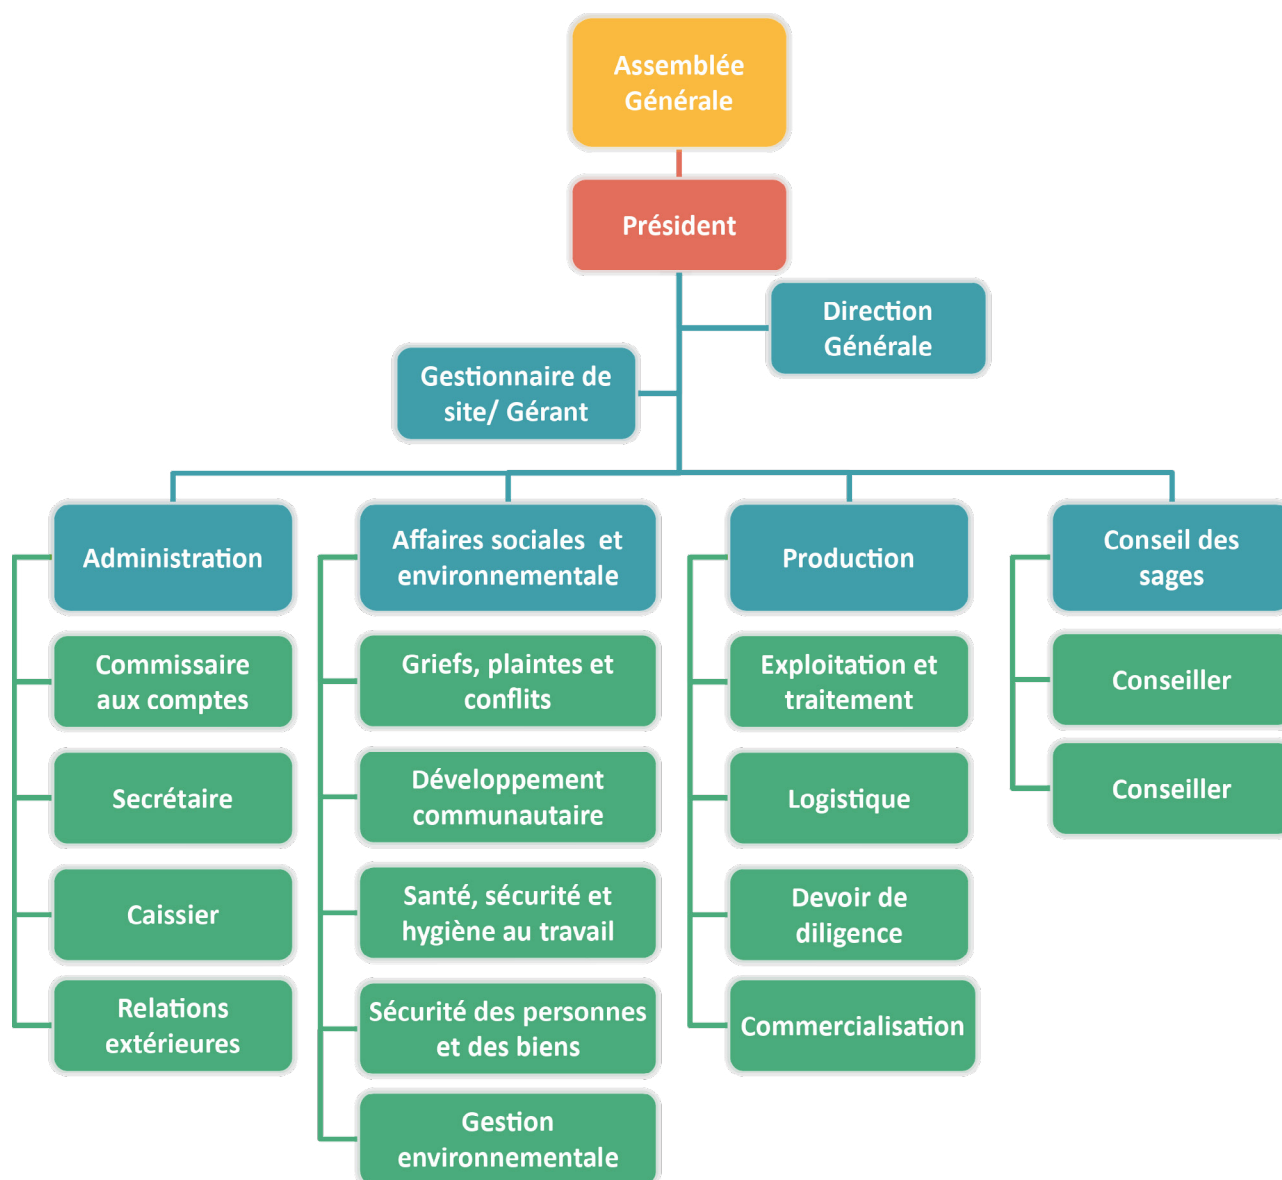 Assemblée
Générale
Président
Direction
Générale
Gestionnaire de
site/ Gérant
Administration
Commissaire
aux comptes
Secrétaire
Caissier
Relations
extérieures
Affaires sociales et
environnementale
Griefs, plaintes et
conflits
Développement
communautaire
Santé, sécurité et
hygiène au travail
Sécurité des personnes
et des biens
Gestion
environnementale
Production
Exploitation et
traitement
Logistique
Devoir de
diligence
Commercialisation
Conseil des
sages
Conseiller
Conseiller